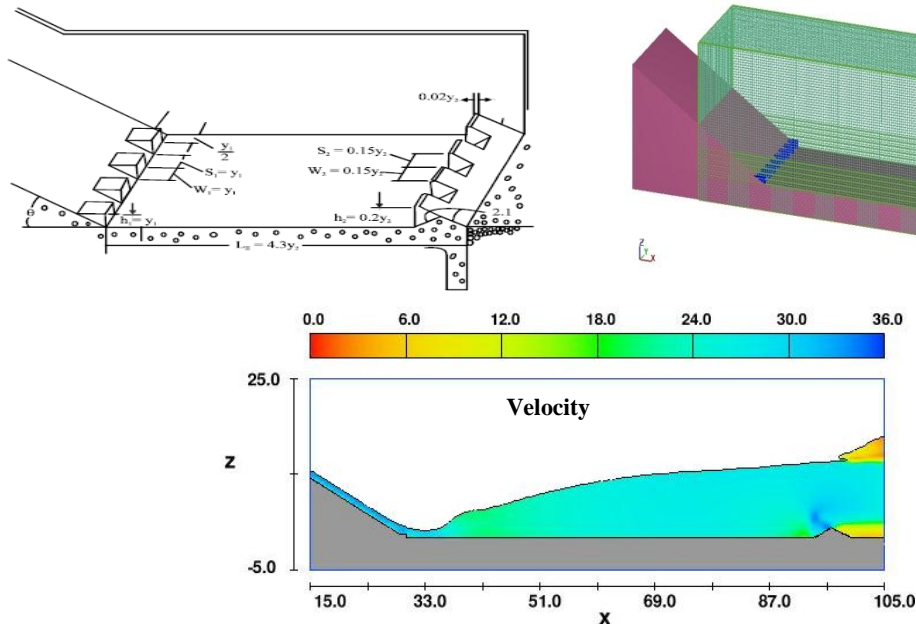 0.02y₂
y₁
2
S₁= y₁
W₁= y₁
S₂ = 0.15y₂
W₂ = 0.15y₂
θ
h₁= y₁
h₂= 0.2y₂
2.1
= 4.3y₂
Z
Y
X
0.0 6.0 12.0 18.0 24.0 30.0 36.0
25.0
Velocity
z
-5.0
15.0 33.0 51.0 69.0 87.0 105.0
x